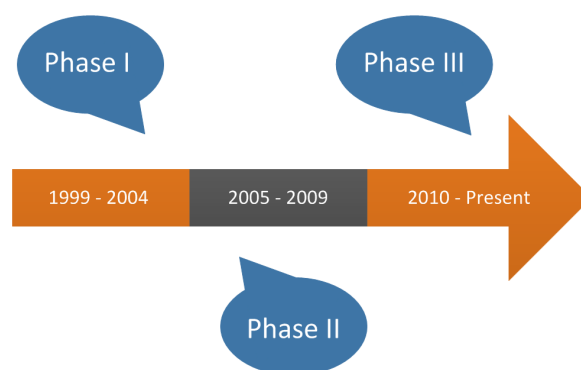 Phase I
Phase III
1999 - 2004
2005 - 2009
2010 - Present
Phase II